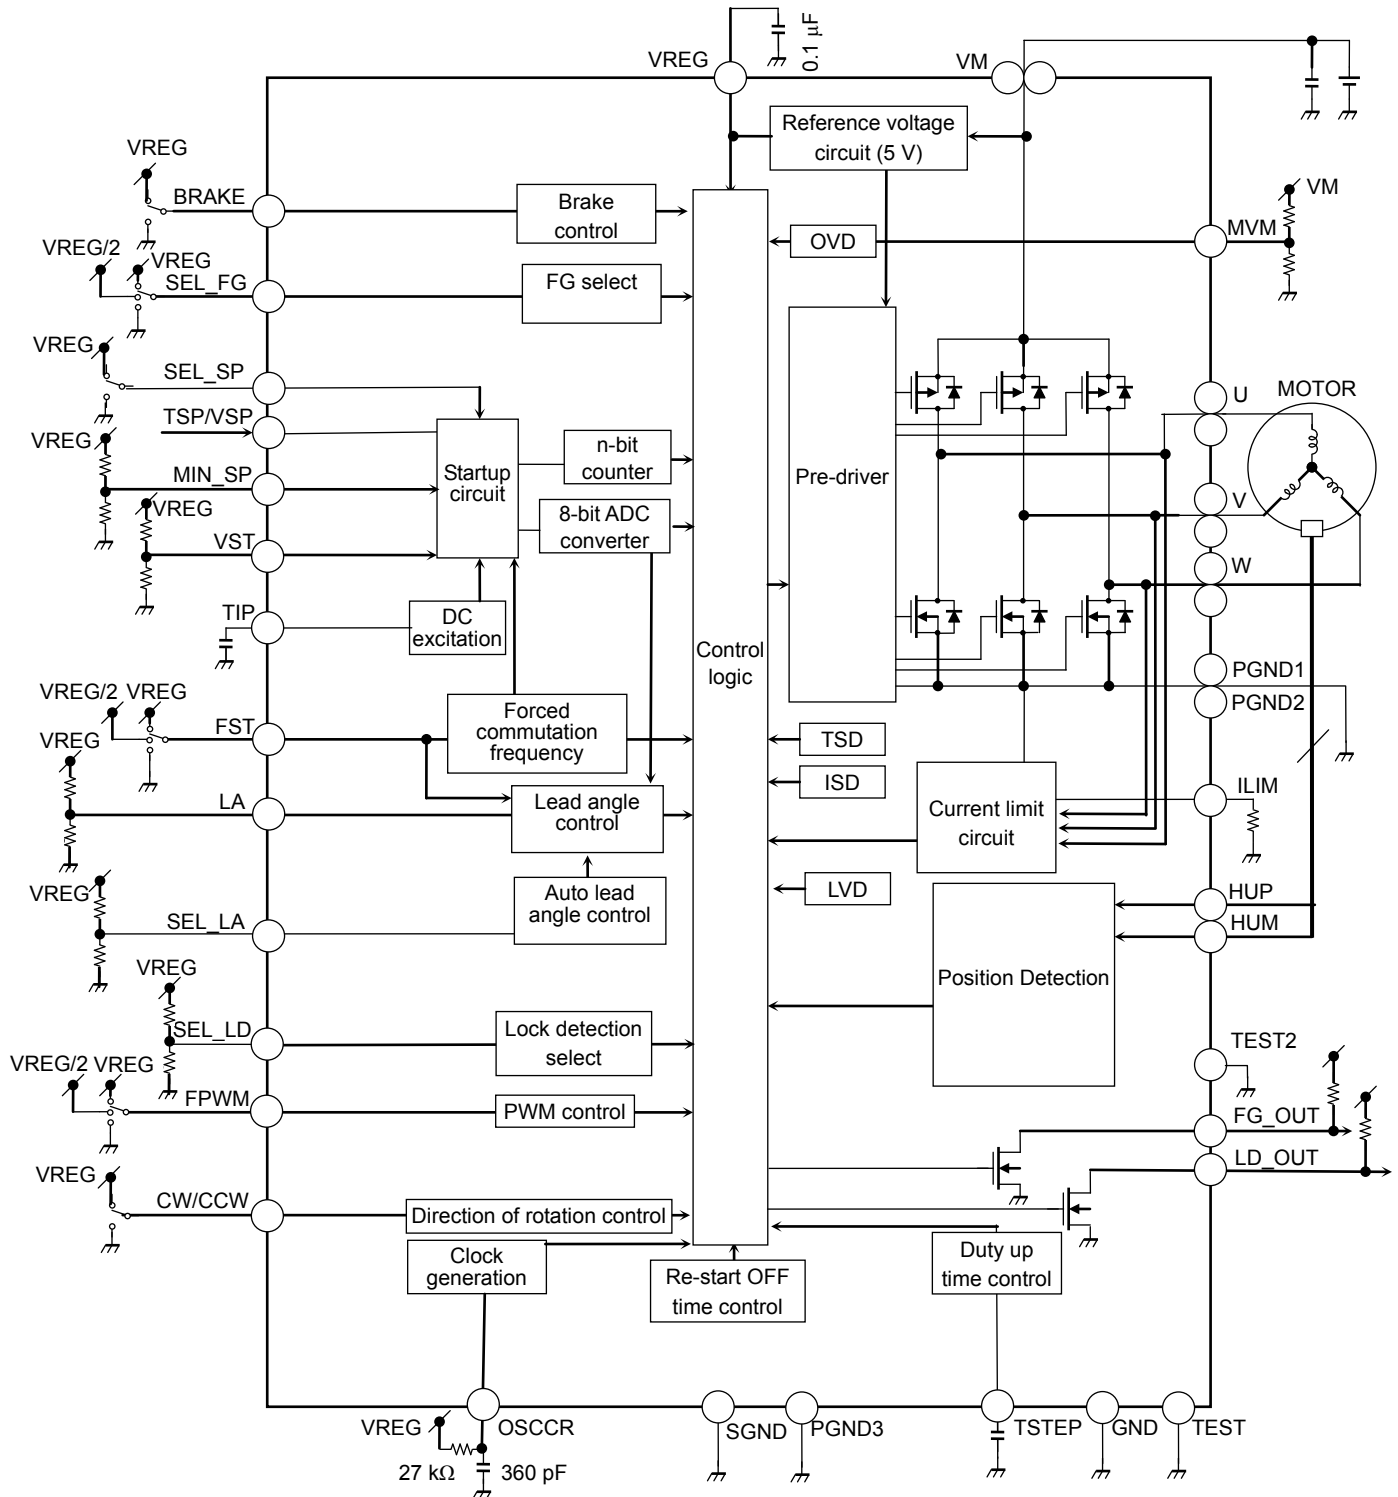 0.1 µF
VREG
VM
Reference voltage
circuit (5 V)
VREG
BRAKE
Brake
control
VM
MVM
OVD
VREG/2
VREG
SEL_FG
FG select
VREG
SEL_SP
TSP/VSP
VREG
MIN_SP
VREG
VST
Startup
circuit
n-bit
counter
8-bit ADC
converter
Pre-driver
U
MOTOR
V
W
TIP
DC
excitation
Control
logic
PGND1
PGND2
VREG/2
VREG
FST
Forced
commutation
frequency
TSD
ISD
VREG
LA
Lead angle
control
Current limit
circuit
ILIM
VREG
SEL_LA
Auto lead
angle control
LVD
HUP
HUM
Position Detection
VREG
SEL_LD
Lock detection
select
TEST2
VREG/2
VREG
FPWM
PWM control
FG_OUT
LD_OUT
VREG
CW/CCW
Direction of rotation control
Clock
generation
Re-start OFF
time control
Duty up
time control
VREG
OSCCR
27 kΩ
360 pF
SGND
PGND3
TSTEP
GND
TEST